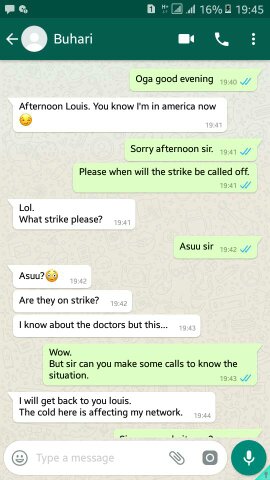 16% 19:45
Buhari
Oga good evening 19:40
Afternoon Louis. You know I'm in america now
😏 19:41
Sorry afternoon sir. 19:41
Please when will the strike be called off.
19:41
Lol.
What strike please? 19:41
Asuu sir 19:42
Asuu?😳 19:42
Are they on strike? 19:42
I know about the doctors but this... 19:43
Wow.
But sir can you make some calls to know the
situation. 19:43
I will get back to you louis.
The cold here is affecting my network. 19:44
Type a message